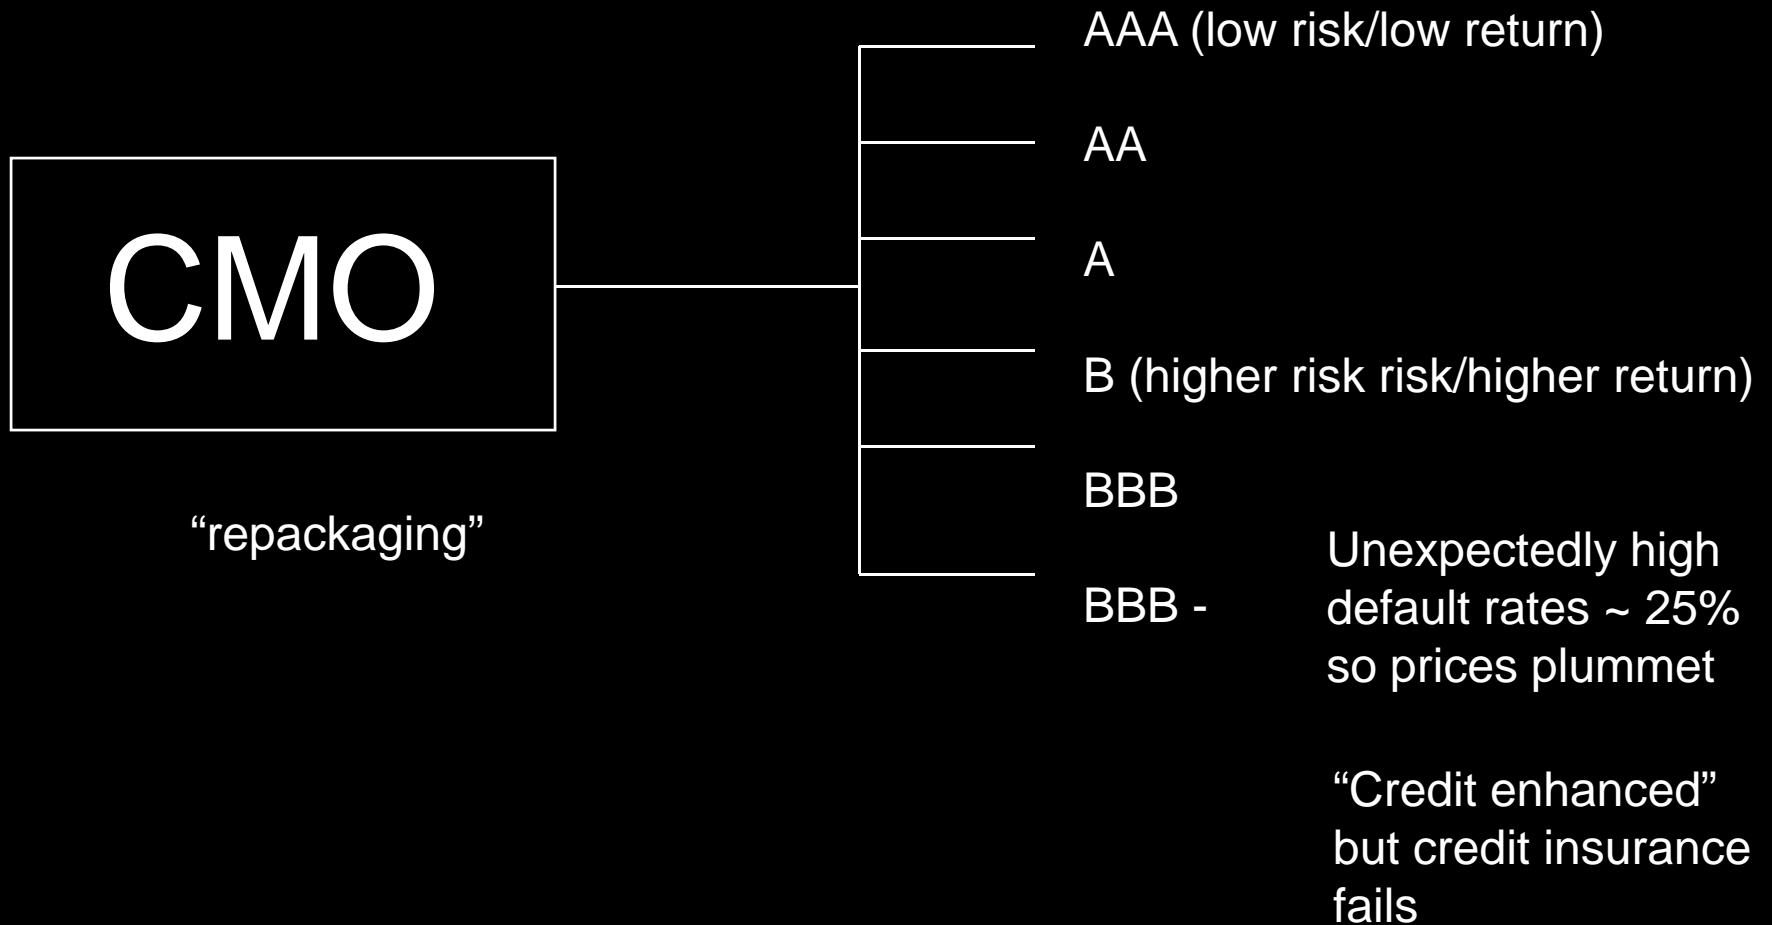 CMO
“repackaging”
AAA (low risk/low return)
AA
A
B (higher risk risk/higher return)
BBB
BBB -
Unexpectedly high
default rates ~ 25%
so prices plummet
“Credit enhanced”
but credit insurance
fails